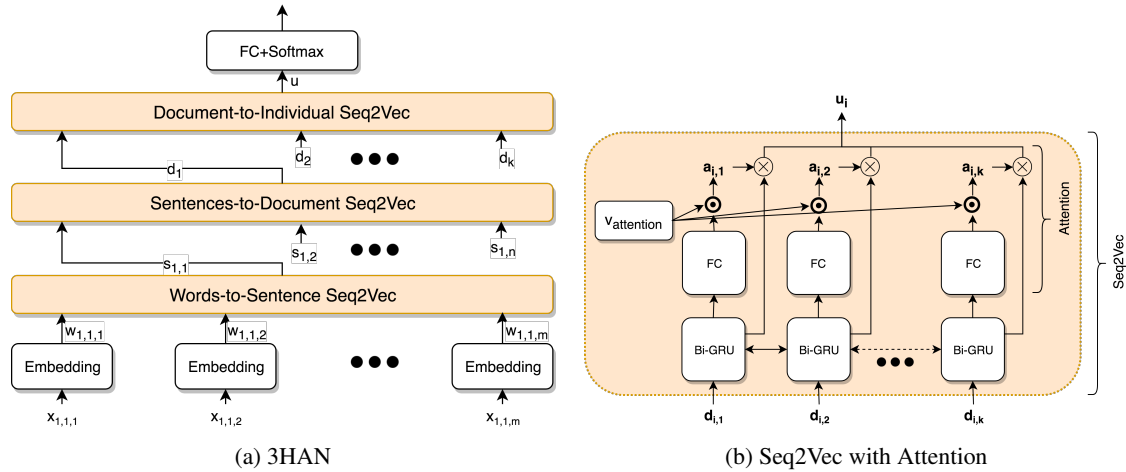 FC+Softmax
u
Document-to-Individual Seq2Vec
d1 d2 dk
Sentences-to-Document Seq2Vec
s1,1 s1,2 s1,n
Words-to-Sentence Seq2Vec
w1,1,1 w1,1,2 w1,1,m
Embedding Embedding Embedding
x1,1,1 x1,1,2 x1,1,m
(a) 3HAN
ui
ai,1 ai,2 ai,k
vattention
FC FC FC
Bi-GRU Bi-GRU Bi-GRU
di,1 di,2 di,k
Attention
Seq2Vec
(b) Seq2Vec with Attention